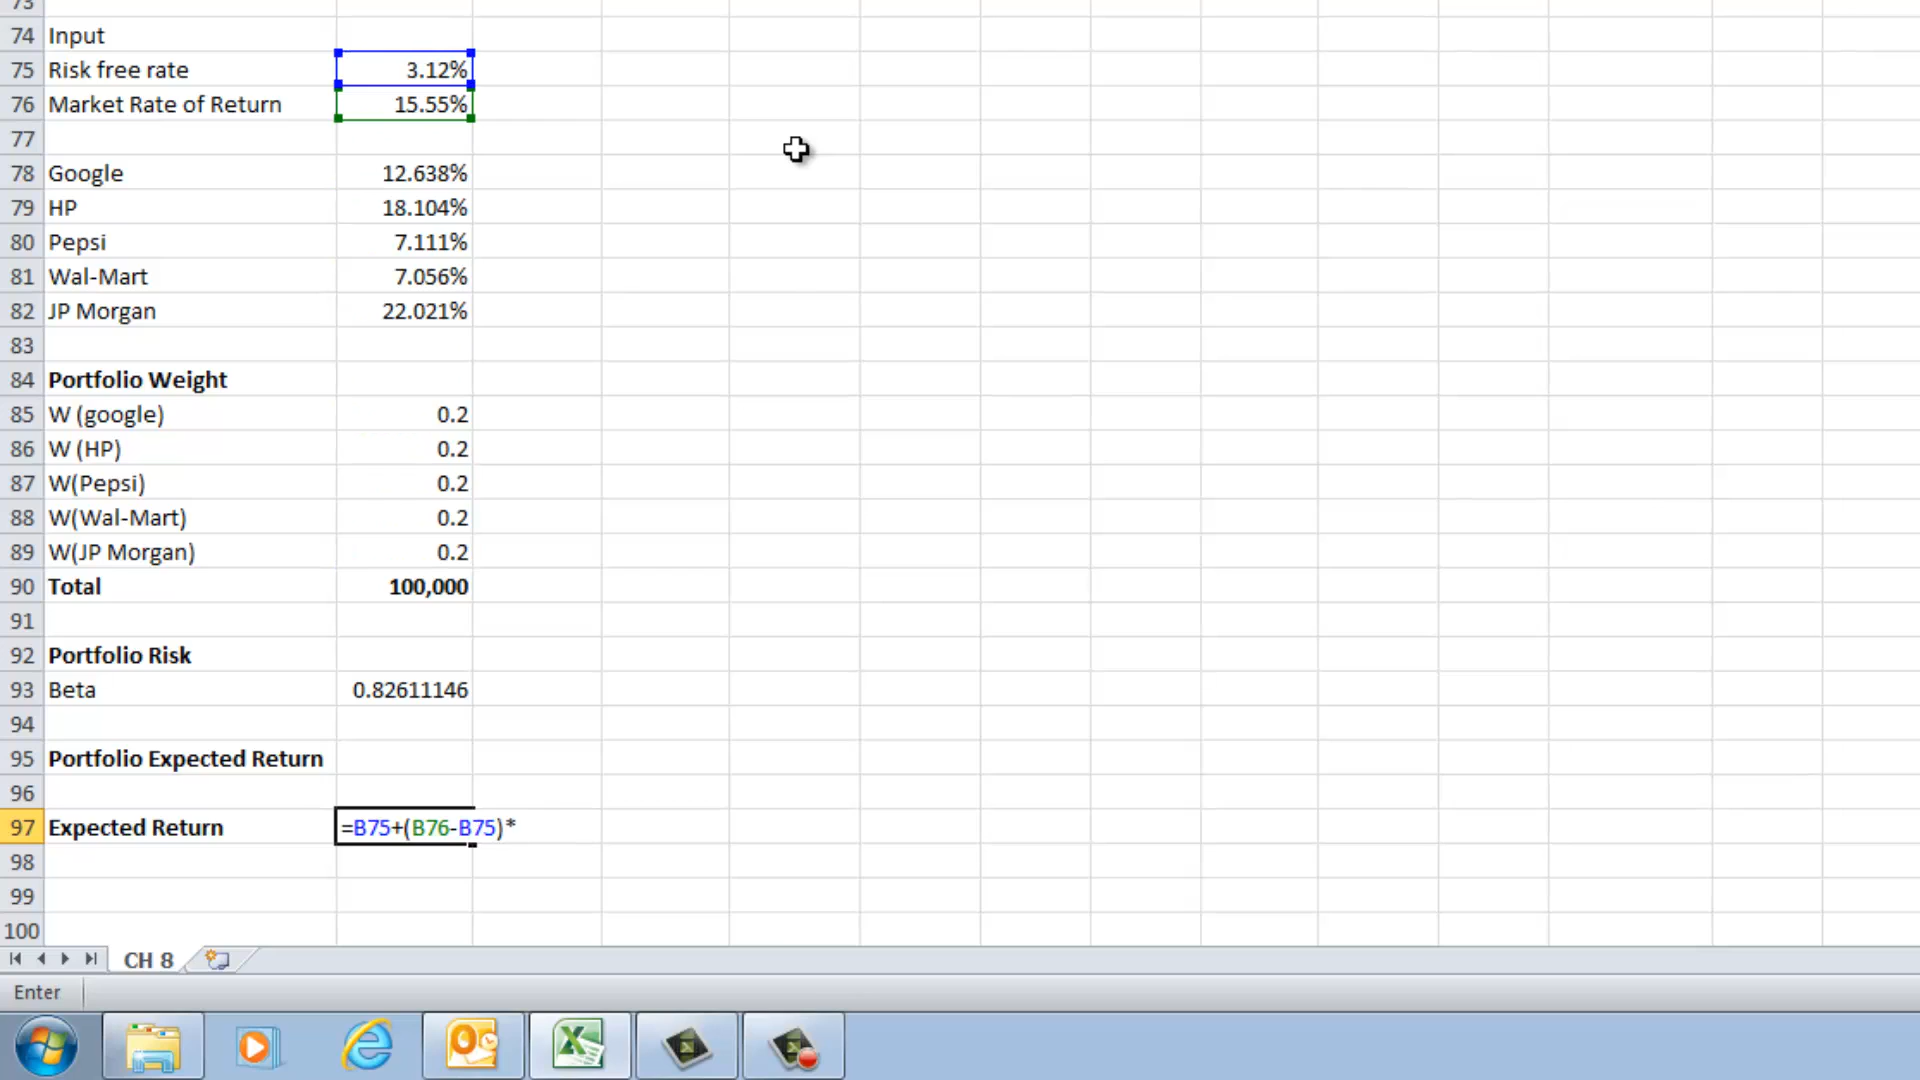 73
74 Input
75 Risk free rate 3.12%
76 Market Rate of Return 15.55%
77
78 Google 12.638%
79 HP 18.104%
80 Pepsi 7.111%
81 Wal-Mart 7.056%
82 JP Morgan 22.021%
83
84 Portfolio Weight
85 W (google) 0.2
86 W (HP) 0.2
87 W(Pepsi) 0.2
88 W(Wal-Mart) 0.2
89 W(JP Morgan) 0.2
90 Total 100,000
91
92 Portfolio Risk
93 Beta 0.82611146
94
95 Portfolio Expected Return
96
97 Expected Return =B75+(B76-B75)*
98
99
100
CH 8
Enter